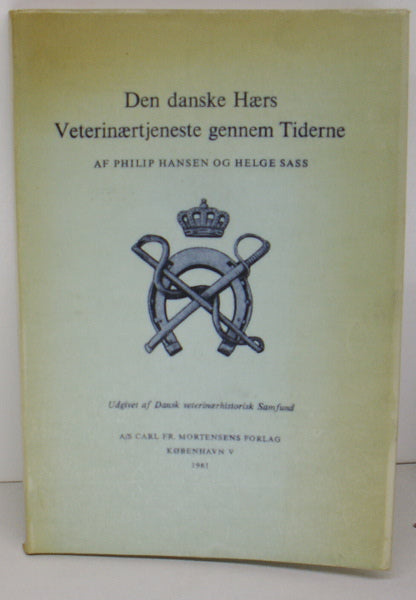 Den danske Hærs
Veterinærtjeneste gennem Tiderne
AF PHILIP HANSEN OG HELGE SASS
Udgivet af Dansk veterinærhistorisk Samfund
A/S CARL FR. MORTENSENS FORLAG
KØBENHAVN V
1981